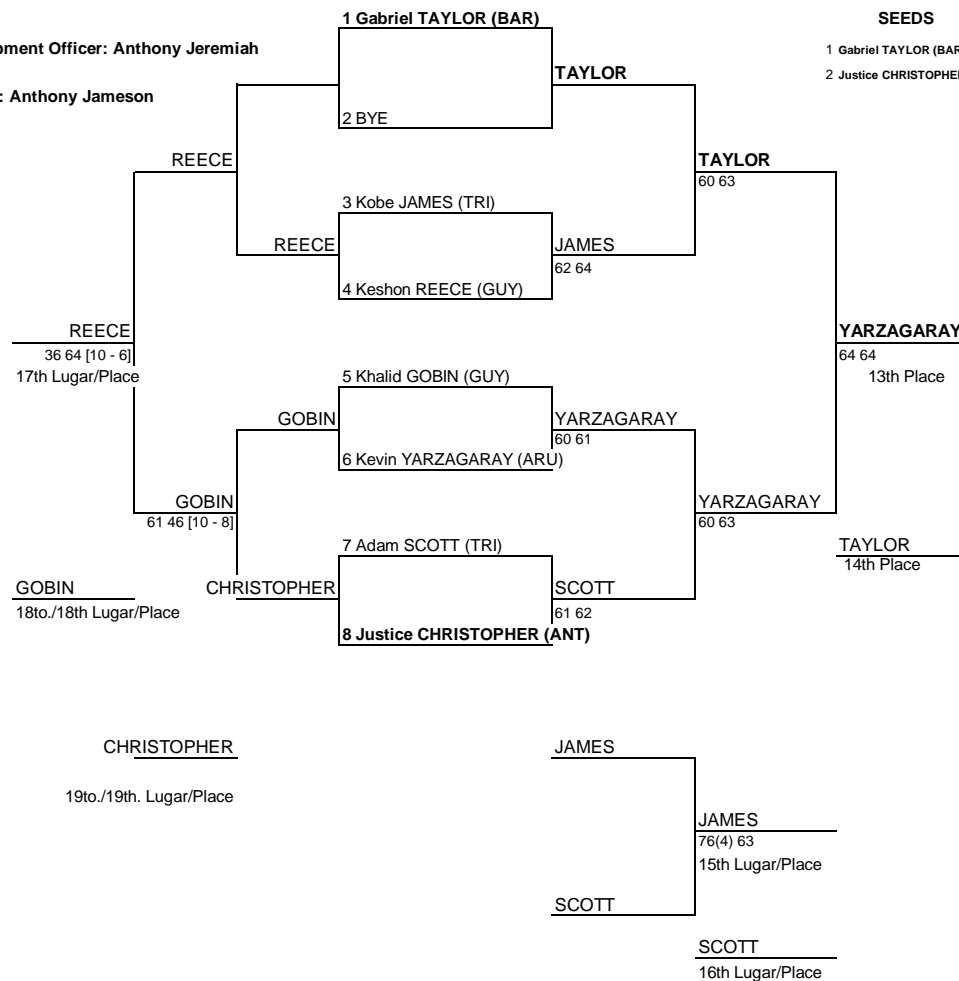 1 Gabriel TAYLOR (BAR)
SEEDS
pment Officer: Anthony Jeremiah
1 Gabriel TAYLOR (BAR
TAYLOR
2 Justice CHRISTOPHER
: Anthony Jameson
2 BYE
REECE
TAYLOR
60 63
3 Kobe JAMES (TRI)
REECE
JAMES
62 64
4 Keshon REECE (GUY)
REECE
YARZAGARAY
36 64 [10 - 6]
64 64
17th Lugar/Place
5 Khalid GOBIN (GUY)
13th Place
GOBIN
YARZAGARAY
60 61
6 Kevin YARZAGARAY (ARU)
GOBIN
YARZAGARAY
61 46 [10 - 8]
60 63
7 Adam SCOTT (TRI)
TAYLOR
14th Place
GOBIN
CHRISTOPHER
SCOTT
18to./18th Lugar/Place
61 62
8 Justice CHRISTOPHER (ANT)
CHRISTOPHER
JAMES
19to./19th. Lugar/Place
JAMES
76(4) 63
15th Lugar/Place
SCOTT
SCOTT
16th Lugar/Place